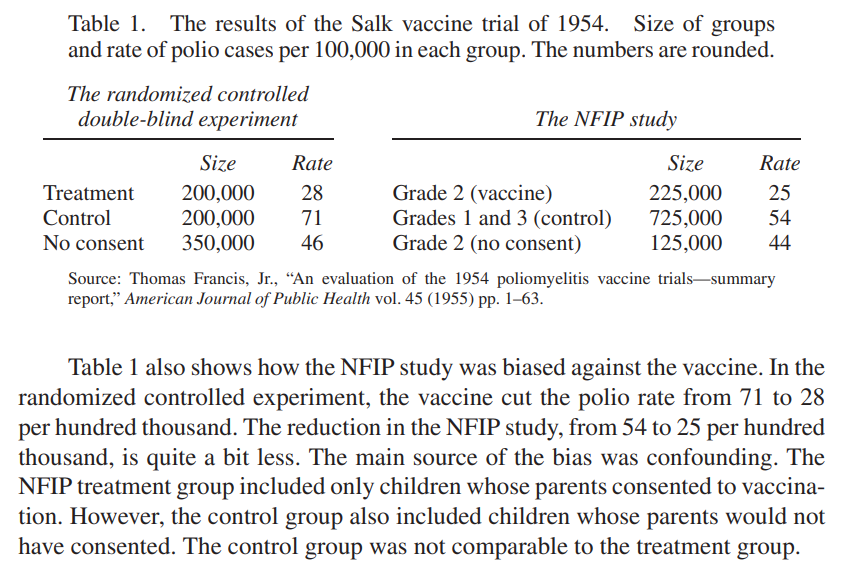 Table 1. The results of the Salk vaccine trial of 1954. Size of groups
and rate of polio cases per 100,000 in each group. The numbers are rounded.
The randomized controlled
double-blind experiment The NFIP study
Size Rate Size Rate
Treatment 200,000 28 Grade 2 (vaccine) 225,000 25
Control 200,000 71 Grades 1 and 3 (control) 725,000 54
No consent 350,000 46 Grade 2 (no consent) 125,000 44
Source: Thomas Francis, Jr., “An evaluation of the 1954 poliomyelitis vaccine trials—summary
report,” American Journal of Public Health vol. 45 (1955) pp. 1–63.
Table 1 also shows how the NFIP study was biased against the vaccine. In the
randomized controlled experiment, the vaccine cut the polio rate from 71 to 28
per hundred thousand. The reduction in the NFIP study, from 54 to 25 per hundred
thousand, is quite a bit less. The main source of the bias was confounding. The
NFIP treatment group included only children whose parents consented to vaccina-
tion. However, the control group also included children whose parents would not
have consented. The control group was not comparable to the treatment group.